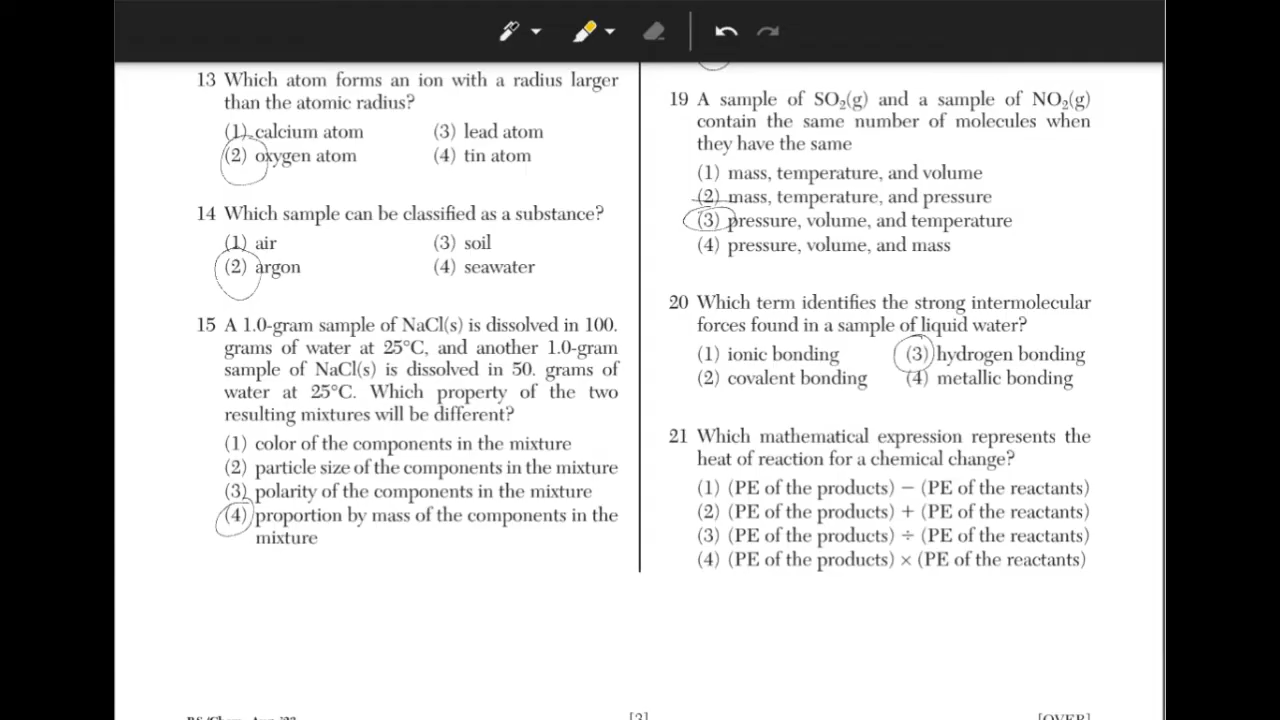 13 Which atom forms an ion with a radius larger
than the atomic radius?
(1) calcium atom (3) lead atom
(2) oxygen atom (4) tin atom
14 Which sample can be classified as a substance?
(1) air (3) soil
(2) argon (4) seawater
15 A 1.0-gram sample of NaCl(s) is dissolved in 100.
grams of water at 25°C, and another 1.0-gram
sample of NaCl(s) is dissolved in 50. grams of
water at 25°C. Which property of the two
resulting mixtures will be different?
(1) color of the components in the mixture
(2) particle size of the components in the mixture
(3) polarity of the components in the mixture
(4) proportion by mass of the components in the
mixture
19 A sample of SO₂(g) and a sample of NO₂(g)
contain the same number of molecules when
they have the same
(1) mass, temperature, and volume
(2) mass, temperature, and pressure
(3) pressure, volume, and temperature
(4) pressure, volume, and mass
20 Which term identifies the strong intermolecular
forces found in a sample of liquid water?
(1) ionic bonding (3) hydrogen bonding
(2) covalent bonding (4) metallic bonding
21 Which mathematical expression represents the
heat of reaction for a chemical change?
(1) (PE of the products) − (PE of the reactants)
(2) (PE of the products) + (PE of the reactants)
(3) (PE of the products) ÷ (PE of the reactants)
(4) (PE of the products) × (PE of the reactants)
[3]
[OVER]